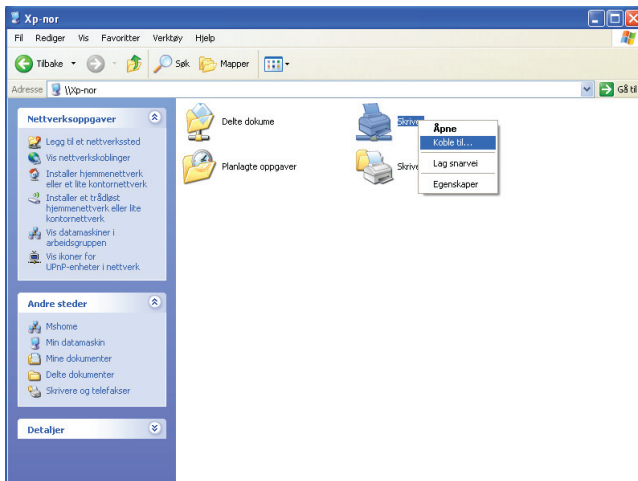 Xp-nor
Fil Rediger Vis Favoritter Verktøy Hjelp
Tilbake Søk Mapper
Adresse \\Xp-nor Gå til
Nettverksoppgaver
Legg til et nettverkssted
Vis nettverkskoblinger
Installer hjemmenettverk
eller et lite kontornettverk
Installer et trådløst
hjemmenettverk eller lite
kontornettverk
Vis datamaskiner i
arbeidsgruppen
Vis ikoner for
UPnP-enheter i nettverk
Andre steder
Mshome
Min datamaskin
Mine dokumenter
Delte dokumenter
Skrivere og telefakser
Detaljer
Delte dokume
Skrive
Planlagte oppgaver
Skrive
Åpne
Koble til...
Lag snarvei
Egenskaper